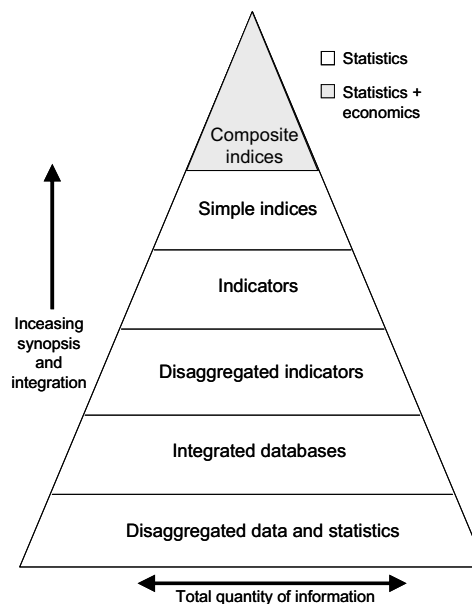 Statistics
Statistics +
economics
Composite
indices
Simple indices
Indicators
Inceasing
synopsis
and
integration
Disaggregated indicators
Integrated databases
Disaggregated data and statistics
Total quantity of information